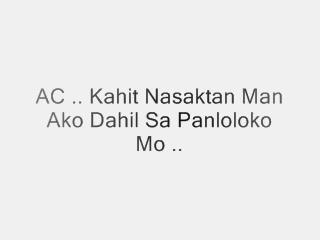 AC .. Kahit Nasaktan Man
Ako Dahil Sa Panloloko
Mo ..